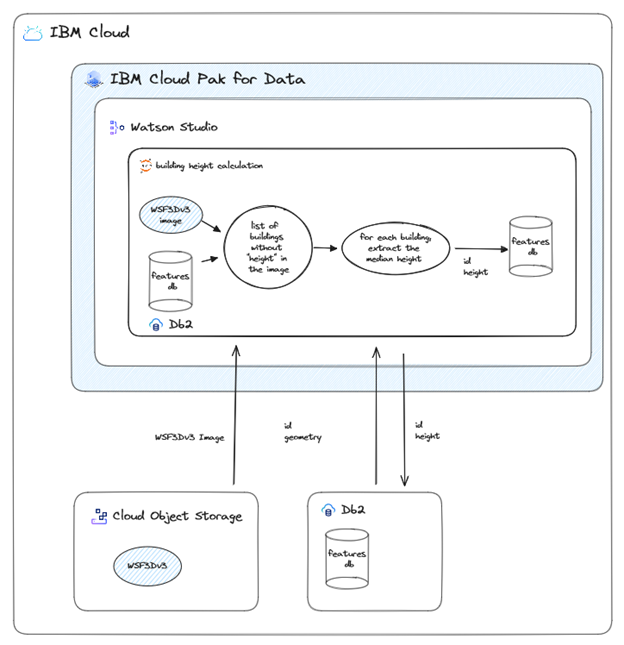 IBM Cloud
IBM Cloud Pak for Data
Watson Studio
building height calculation
WSF3Dv3
image
list of
buildings
without
"height" in
the image
for each building,
extract the
median height
id
height
features
db
features
db
Db2
WSF3Dv3 Image
id
geometry
id
height
Cloud Object Storage
WSF3Dv3
Db2
features
db